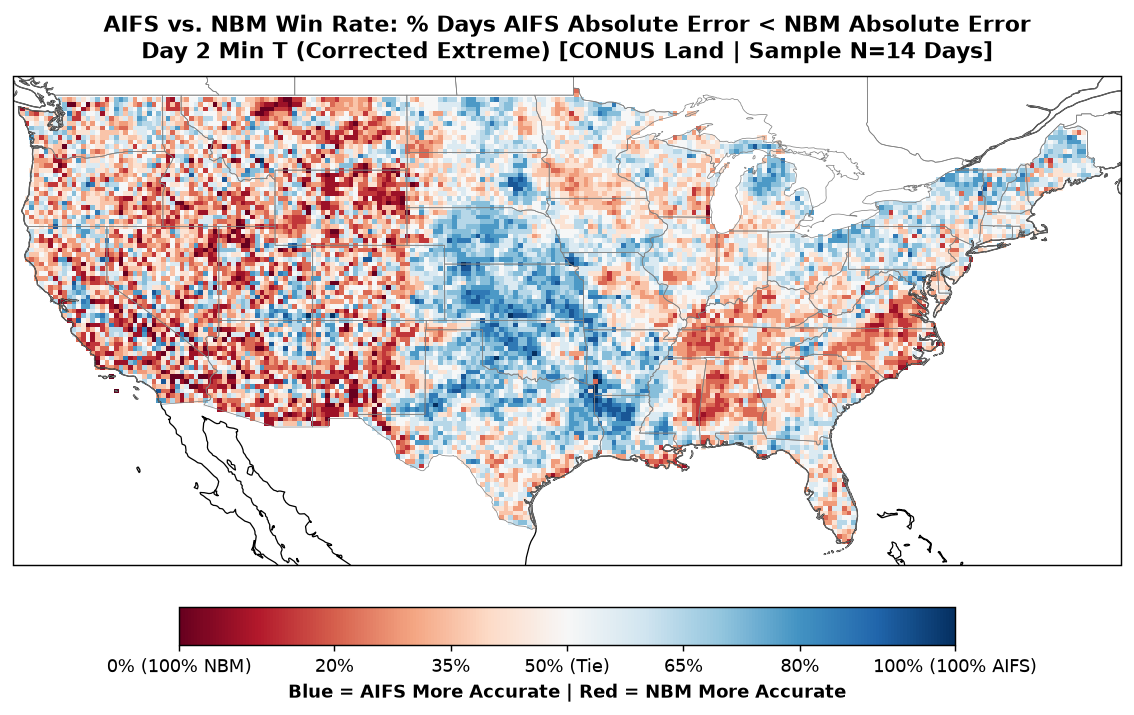 AIFS vs. NBM Win Rate: % Days AIFS Absolute Error < NBM Absolute Error
Day 2 Min T (Corrected Extreme) [CONUS Land | Sample N=14 Days]
0% (100% NBM) 20% 35% 50% (Tie) 65% 80% 100% (100% AIFS)
Blue = AIFS More Accurate | Red = NBM More Accurate